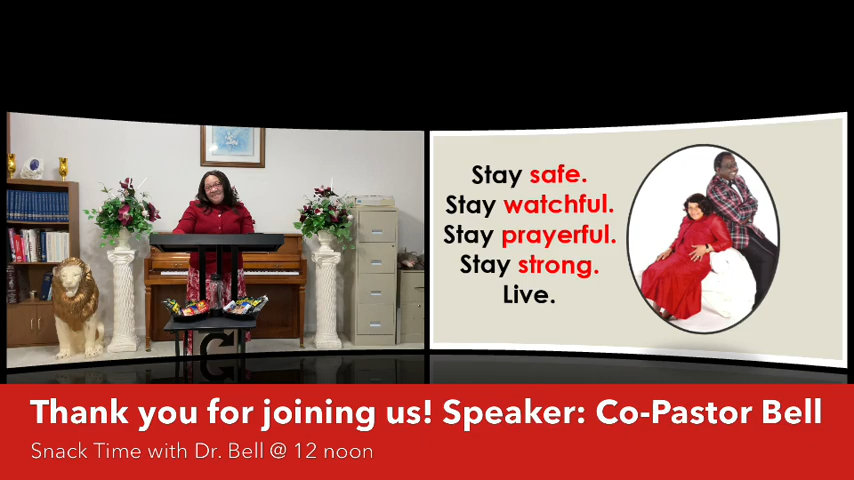 Stay safe.
Stay watchful.
Stay prayerful.
Stay strong.
Live.
Thank you for joining us! Speaker: Co-Pastor Bell
Snack Time with Dr. Bell @ 12 noon